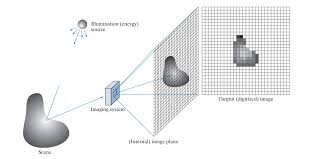 Illumination (energy)
source
Output (digitized) image
Imaging system
(Internal) image plane
Scene